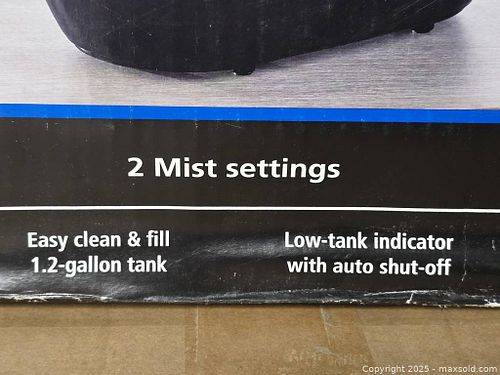 2 Mist settings
Easy clean & fill
1.2-gallon tank
Low-tank indicator
with auto shut-off
Copyright 2025 - maxsold.com